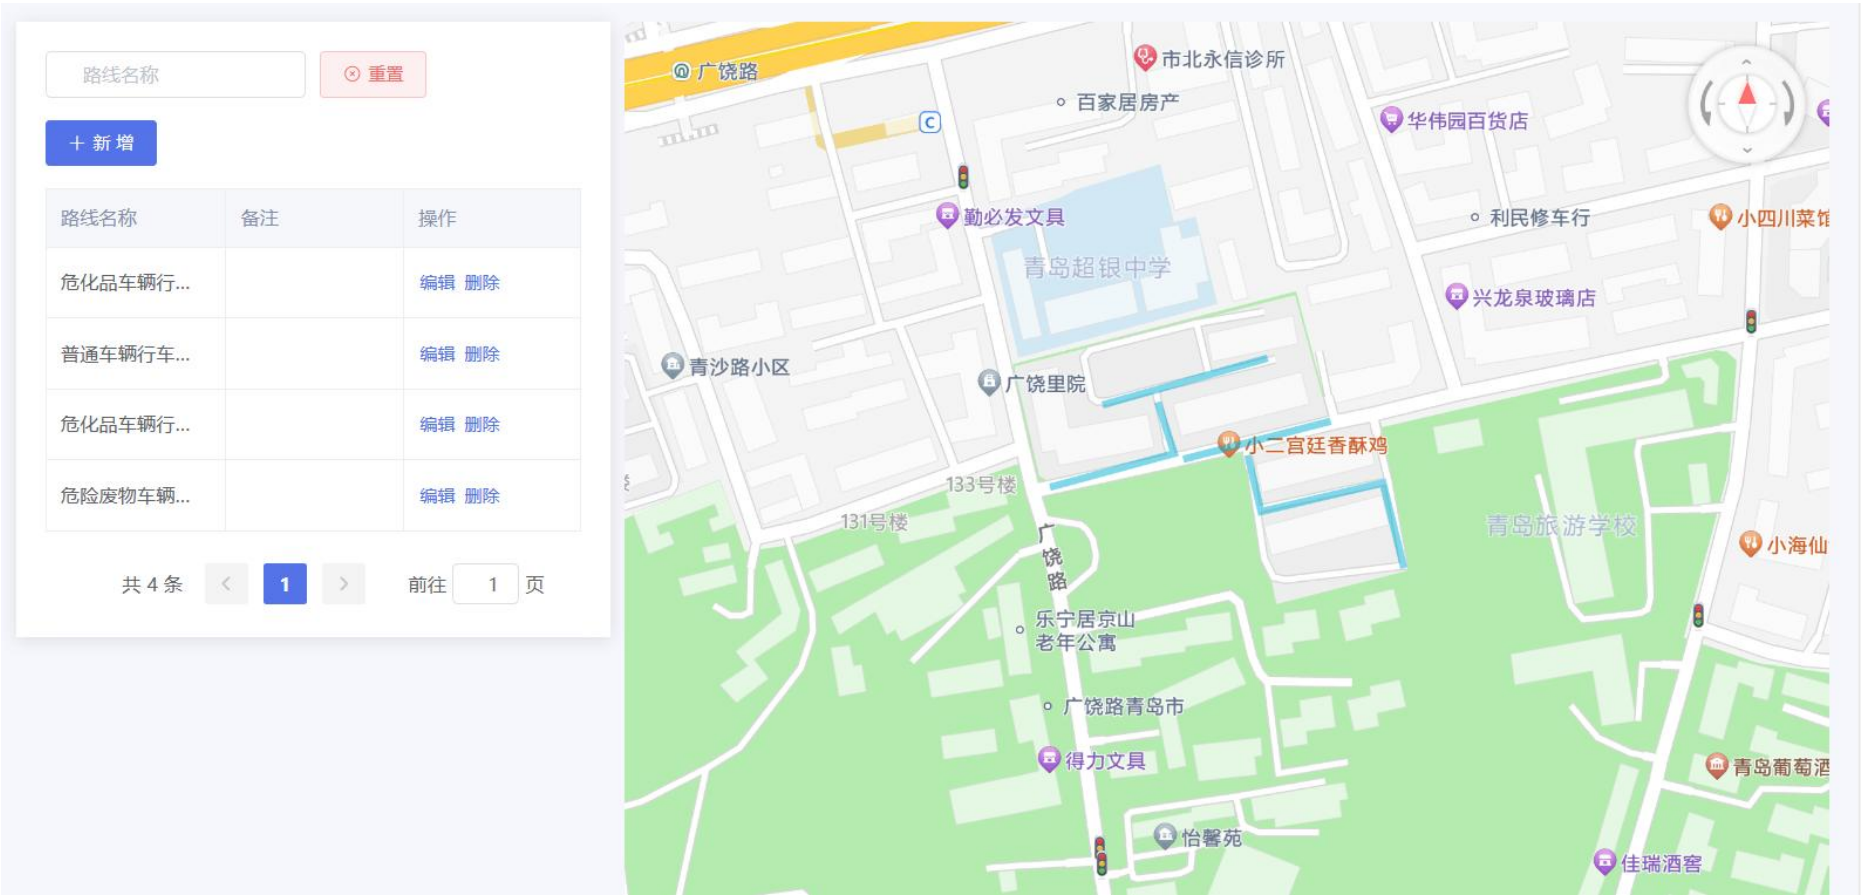 路线名称
重置
新增
路线名称 备注 操作
危化品车辆行... 编辑 删除
普通车辆行车... 编辑 删除
危化品车辆行... 编辑 删除
危险废物车辆... 编辑 删除
共 4 条 1 前往 1 页
广饶路
市北永信诊所
百家居房产
C
华伟园百货店
勤必发文具
利民修车行
小四川菜馆
青岛超银中学
兴龙泉玻璃店
青沙路小区
广饶里院
小二宫廷香酥鸡
133号楼
131号楼
广饶路
青岛旅游学校
小海仙
乐宁居京山
老年公寓
广饶路青岛市
得力文具
青岛葡萄酒
怡馨苑
佳瑞酒窖